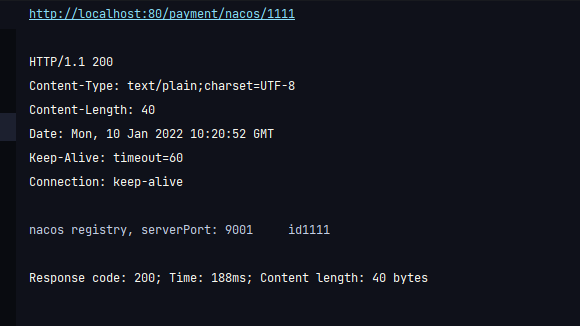 http://localhost:80/payment/nacos/1111
HTTP/1.1 200
Content-Type: text/plain;charset=UTF-8
Content-Length: 40
Date: Mon, 10 Jan 2022 10:20:52 GMT
Keep-Alive: timeout=60
Connection: keep-alive
nacos registry, serverPort: 9001     id1111
Response code: 200; Time: 188ms; Content length: 40 bytes